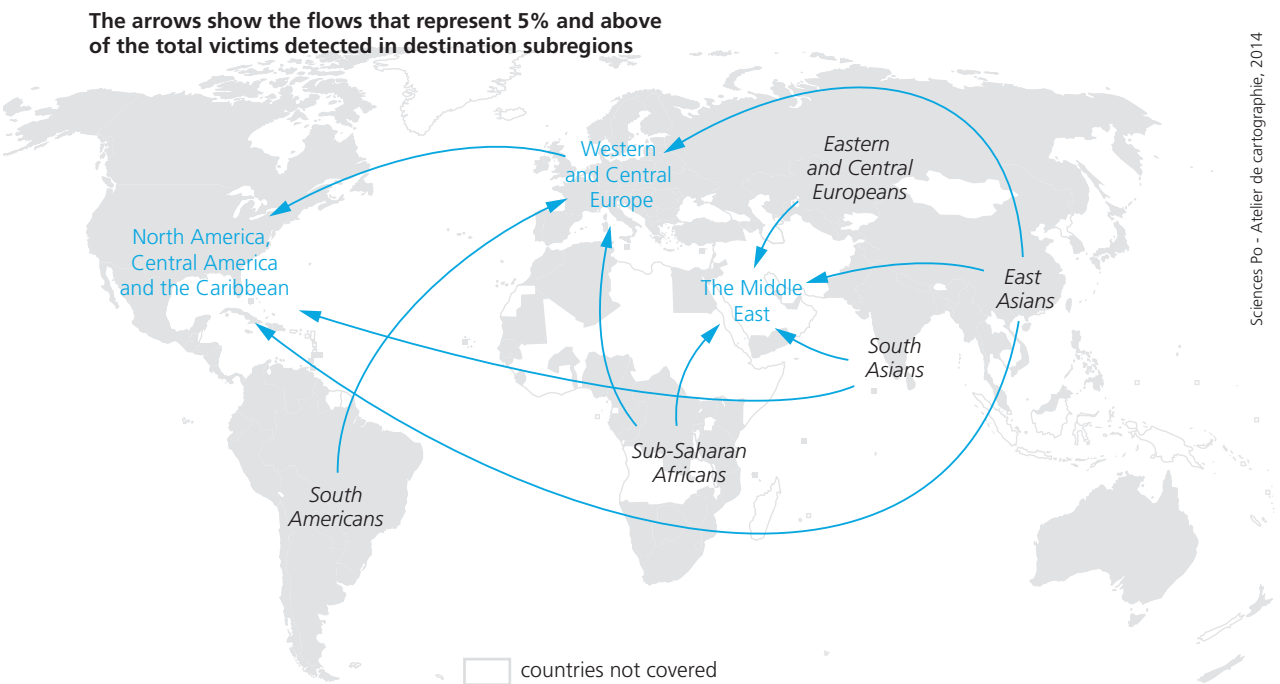 The arrows show the flows that represent 5% and above
of the total victims detected in destination subregions
Sciences Po - Atelier de cartographie, 2014
Western
and Central
Europe
Eastern
and Central
Europeans
North America,
Central America
and the Caribbean
The Middle
East
East
Asians
South
Asians
Sub-Saharan
Africans
South
Americans
countries not covered